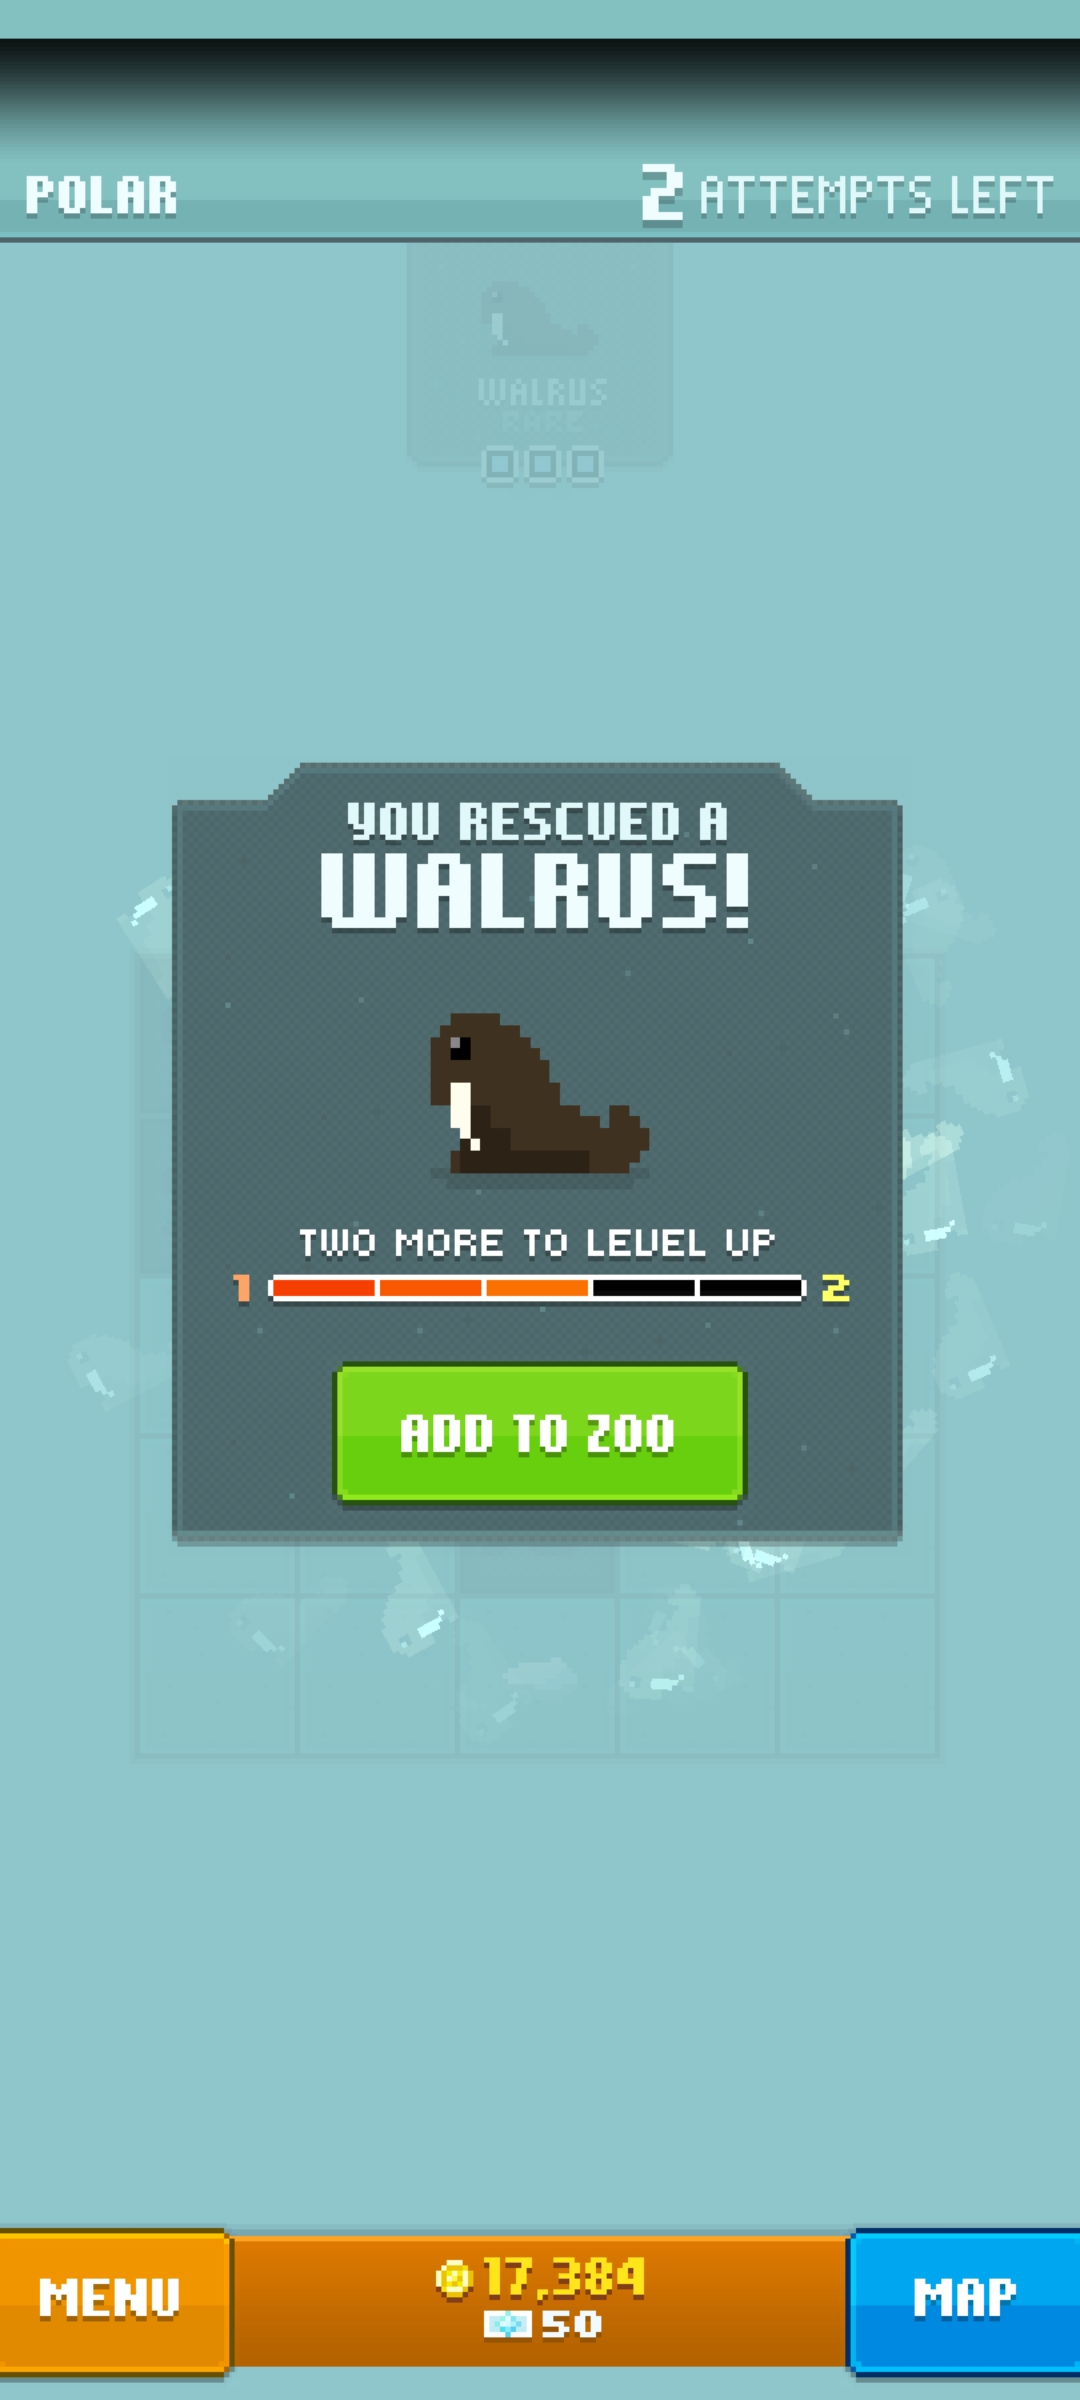 POLAR
2 ATTEMPTS LEFT
WALRUS
RARE
YOU RESCUED A
WALRUS!
TWO MORE TO LEVEL UP
1 2
ADD TO ZOO
MENU
17,384
50
MAP